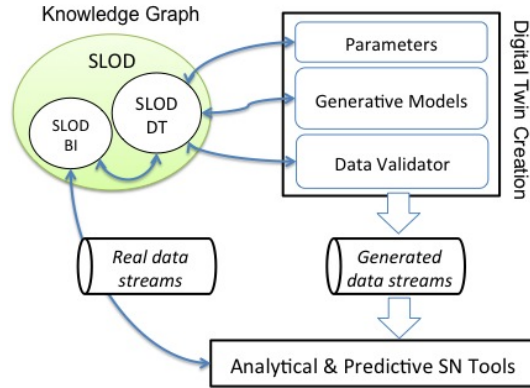 Knowledge Graph
SLOD
SLOD
DT
SLOD
BI
Parameters
Generative Models
Data Validator
Digital Twin Creation
Real data
streams
Generated
data streams
Analytical & Predictive SN Tools